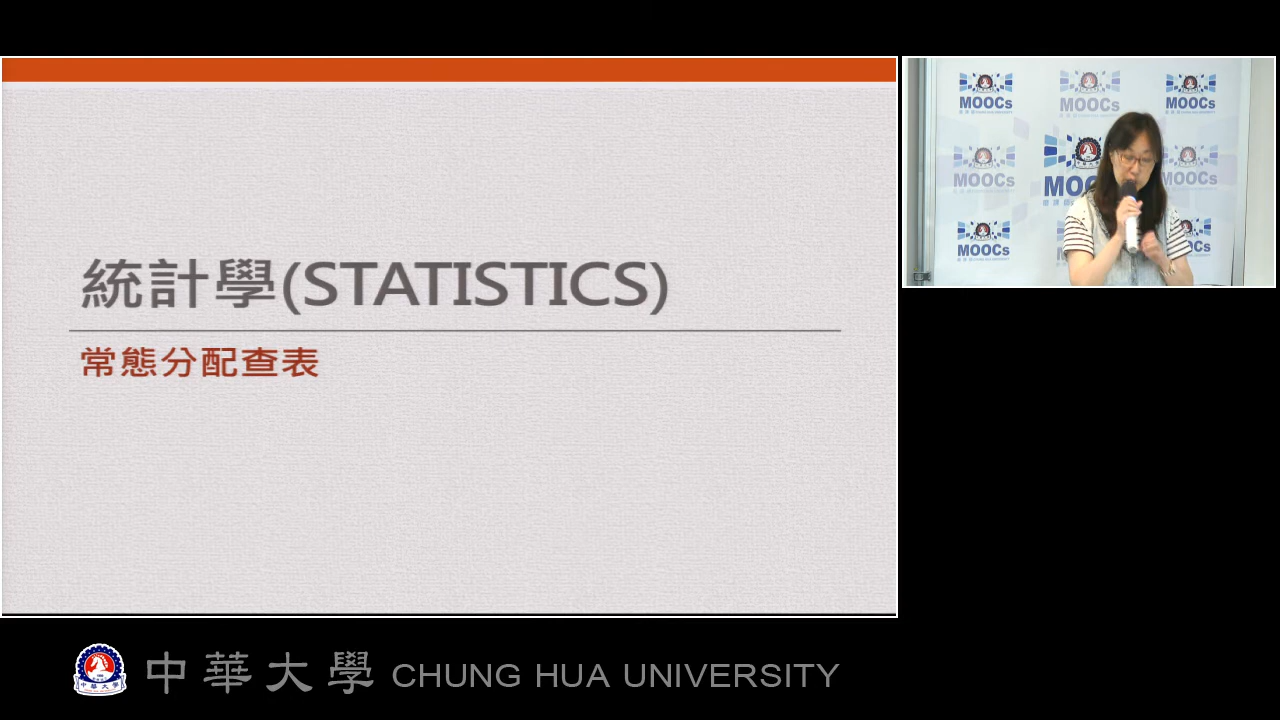 統計學(STATISTICS)
常態分配查表
MOOCs
MOOCs
MOOCs
MOOCs
MOOCs
MOOCs
MOOCs
中華大學 CHUNG HUA UNIVERSITY